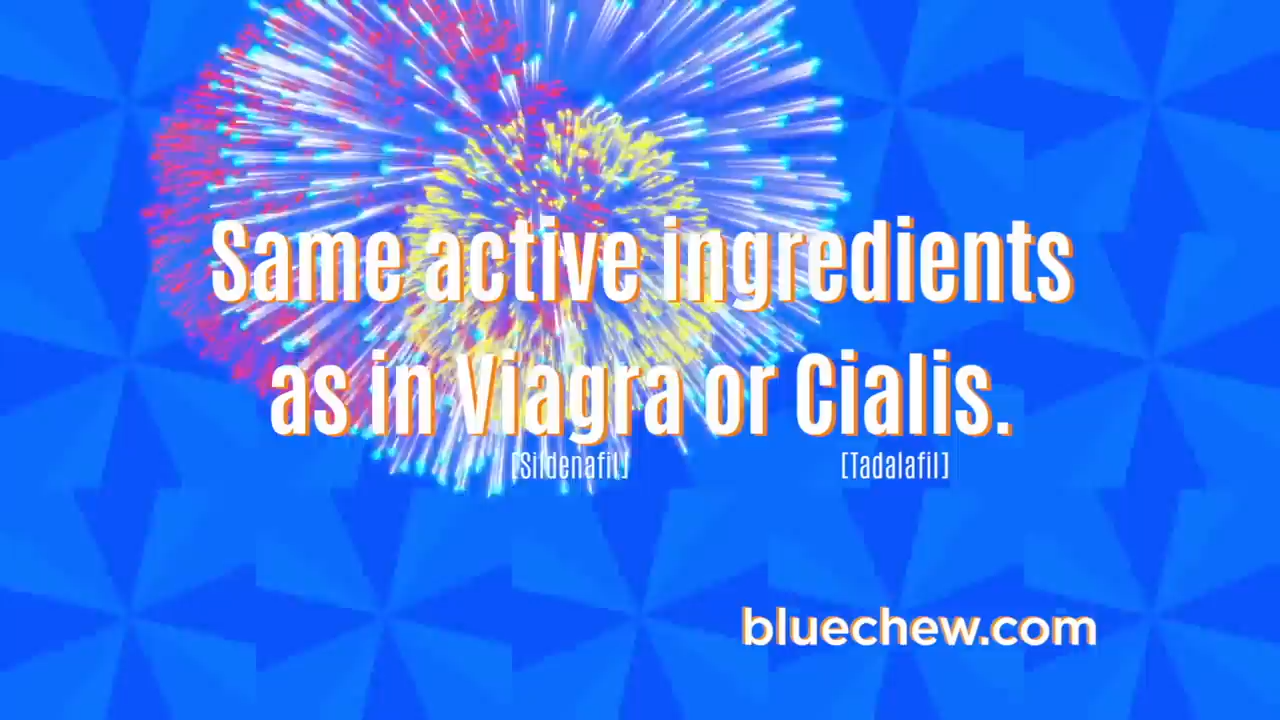 Same active ingredients
as in Viagra or Cialis.
[Sildenafil] [Tadalafil]
bluechew.com